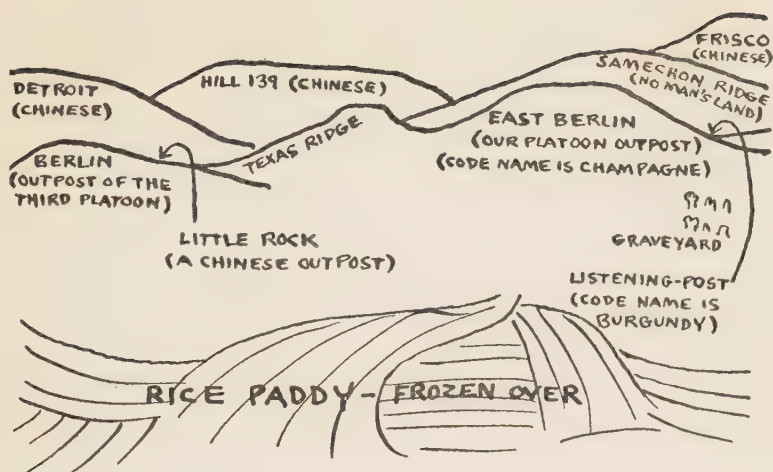 FRISCO
(CHINESE)
SAMECHON RIDGE
(NO MAN'S LAND)
DETROIT
(CHINESE)
HILL 139 (CHINESE)
EAST BERLIN
(OUR PLATOON OUTPOST)
(CODE NAME IS CHAMPAGNE)
TEXAS RIDGE
BERLIN
(OUTPOST OF THE
THIRD PLATOON)
LITTLE ROCK
(A CHINESE OUTPOST)
GRAVEYARD
LISTENING-POST
(CODE NAME IS
BURGUNDY)
RICE PADDY - FROZEN OVER